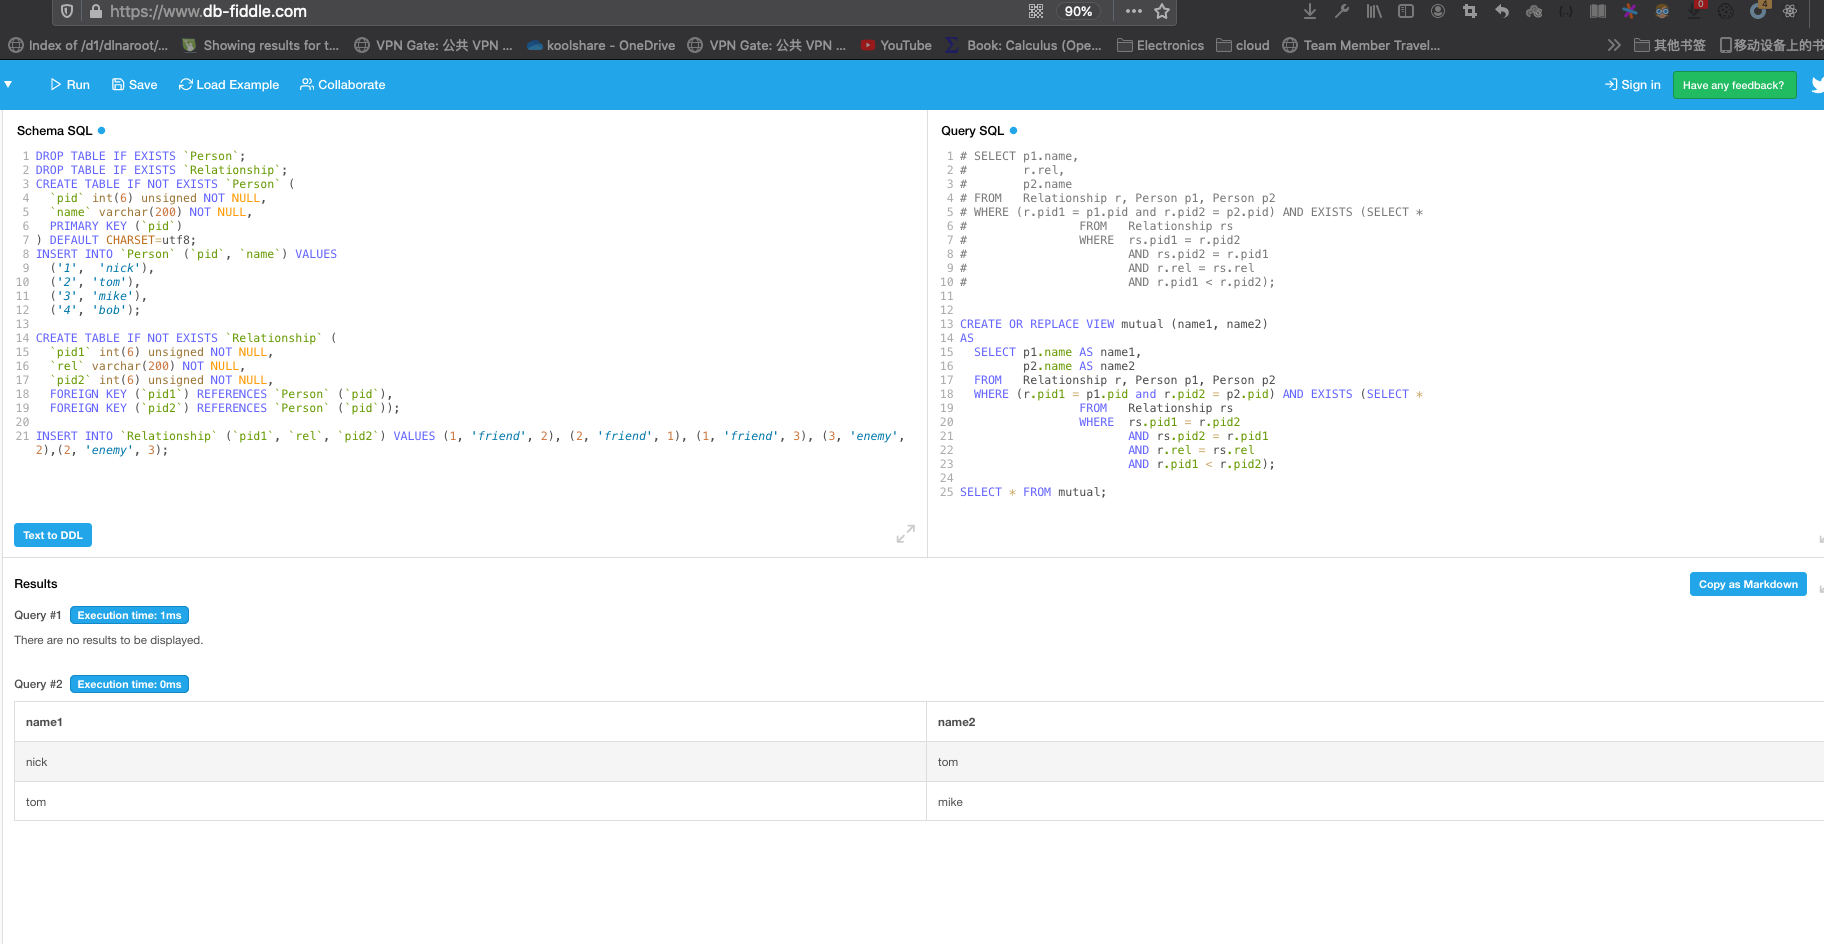 https://www.db-fiddle.com
90%
0
4
Index of /d1/dlnaroot/...
Showing results for t...
VPN Gate: 公共 VPN ...
koolshare - OneDrive
VPN Gate: 公共 VPN ...
YouTube
Book: Calculus (Ope...
Electronics
cloud
Team Member Travel...
其他书签
移动设备上的书
Run
Save
Load Example
Collaborate
Sign in
Have any feedback?
Schema SQL
1 DROP TABLE IF EXISTS `Person`;
2 DROP TABLE IF EXISTS `Relationship`;
3 CREATE TABLE IF NOT EXISTS `Person` (
4   `pid` int(6) unsigned NOT NULL,
5   `name` varchar(200) NOT NULL,
6   PRIMARY KEY (`pid`)
7 ) DEFAULT CHARSET=utf8;
8 INSERT INTO `Person` (`pid`, `name`) VALUES
9   ('1',  'nick'),
10   ('2', 'tom'),
11   ('3', 'mike'),
12   ('4', 'bob');
13
14 CREATE TABLE IF NOT EXISTS `Relationship` (
15   `pid1` int(6) unsigned NOT NULL,
16   `rel` varchar(200) NOT NULL,
17   `pid2` int(6) unsigned NOT NULL,
18   FOREIGN KEY (`pid1`) REFERENCES `Person` (`pid`),
19   FOREIGN KEY (`pid2`) REFERENCES `Person` (`pid`));
20
21 INSERT INTO `Relationship` (`pid1`, `rel`, `pid2`) VALUES (1, 'friend', 2), (2, 'friend', 1), (1, 'friend', 3), (3, 'enemy',
2),(2, 'enemy', 3);
Text to DDL
Query SQL
1 # SELECT p1.name,
2 #        r.rel,
3 #        p2.name
4 # FROM   Relationship r, Person p1, Person p2
5 # WHERE (r.pid1 = p1.pid and r.pid2 = p2.pid) AND EXISTS (SELECT *
6 #                FROM   Relationship rs
7 #                WHERE  rs.pid1 = r.pid2
8 #                       AND rs.pid2 = r.pid1
9 #                       AND r.rel = rs.rel
10 #                       AND r.pid1 < r.pid2);
11
12
13 CREATE OR REPLACE VIEW mutual (name1, name2)
14 AS
15   SELECT p1.name AS name1,
16          p2.name AS name2
17   FROM   Relationship r, Person p1, Person p2
18   WHERE (r.pid1 = p1.pid and r.pid2 = p2.pid) AND EXISTS (SELECT *
19                  FROM   Relationship rs
20                  WHERE  rs.pid1 = r.pid2
21                         AND rs.pid2 = r.pid1
22                         AND r.rel = rs.rel
23                         AND r.pid1 < r.pid2);
24
25 SELECT * FROM mutual;
Results
Copy as Markdown
Query #1 Execution time: 1ms
There are no results to be displayed.
Query #2 Execution time: 0ms
name1 name2
nick tom
tom mike